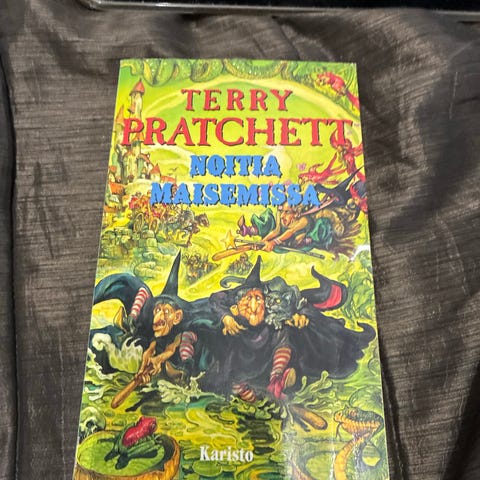 TERRY
PRATCHETT
NOITIA
MAISEMISSA
Karisto